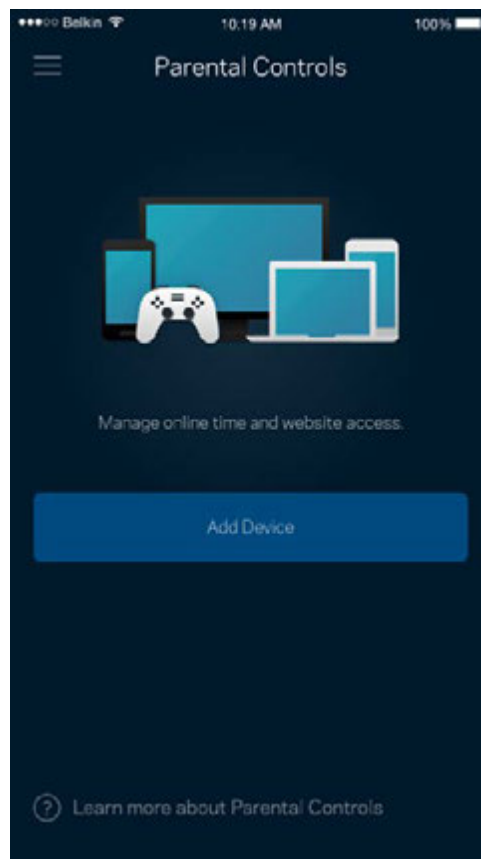 Belkin 10:19 AM 100%
Parental Controls
Manage online time and website access.
Add Device
? Learn more about Parental Controls